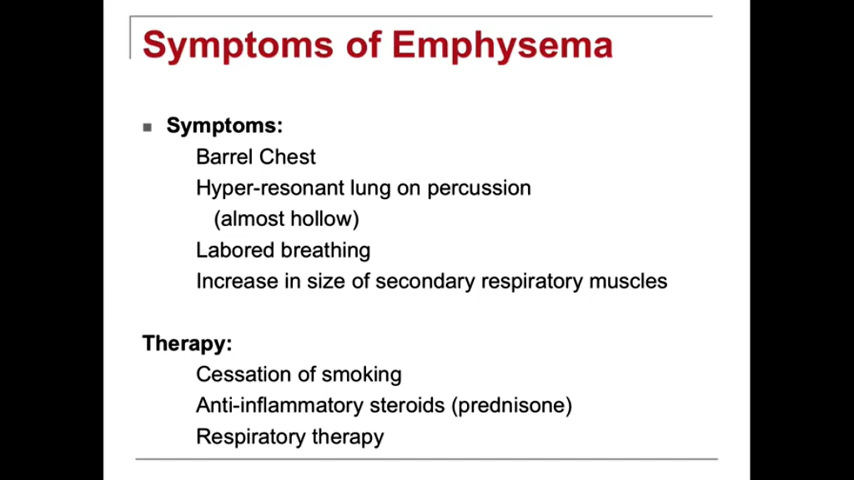 Symptoms of Emphysema
Symptoms:
Barrel Chest
Hyper-resonant lung on percussion
(almost hollow)
Labored breathing
Increase in size of secondary respiratory muscles
Therapy:
Cessation of smoking
Anti-inflammatory steroids (prednisone)
Respiratory therapy